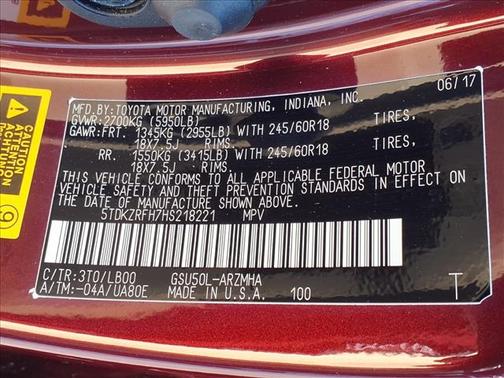 MFD.BY:TOYOTA MOTOR MANUFACTURING, INDIANA, INC. 06/17
GVWR:2700KG (5950LB)
GAWR:FRT. 1345KG (2955LB) WITH 245/60R18 TIRES,
18X7.5J RIMS.
RR. 1550KG (3415LB) WITH 245/60R18 TIRES,
18X7.5J RIMS.
THIS VEHICLE CONFORMS TO ALL APPLICABLE FEDERAL MOTOR
VEHICLE SAFETY AND THEFT PREVENTION STANDARDS IN EFFECT ON
THE DATE OF MANUFACTURE SHOWN ABOVE.
5TDKZRFH7HS218221 MPV
C/TR:3T0/LB00 GSU50L-ARZMHA
A/TM:-04A/UA80E MADE IN U.S.A. 100
ATTENTION
9